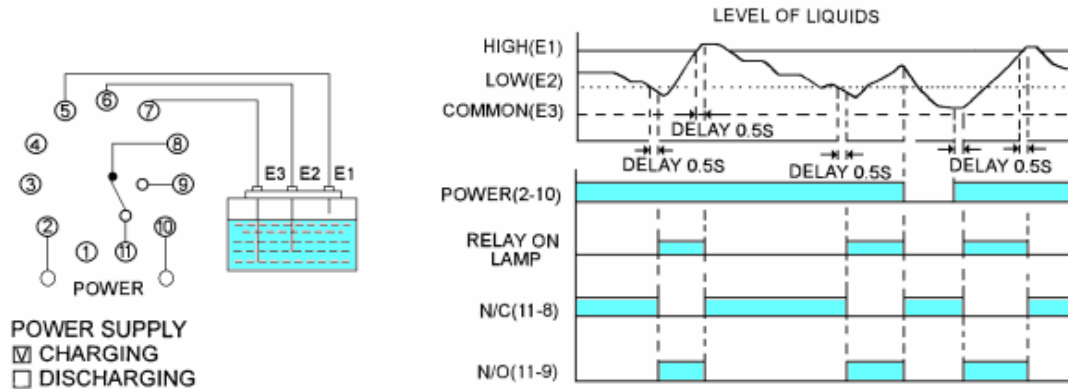 ⑤
⑥
⑦
④
⑧
③
⑨
②
⑩
①
⑪
POWER
E3 E2 E1
POWER SUPPLY
☑ CHARGING
☐ DISCHARGING
LEVEL OF LIQUIDS
HIGH(E1)
LOW(E2)
COMMON(E3)
DELAY 0.5S
DELAY 0.5S
DELAY 0.5S
DELAY 0.5S
POWER(2-10)
RELAY ON
LAMP
N/C(11-8)
N/O(11-9)